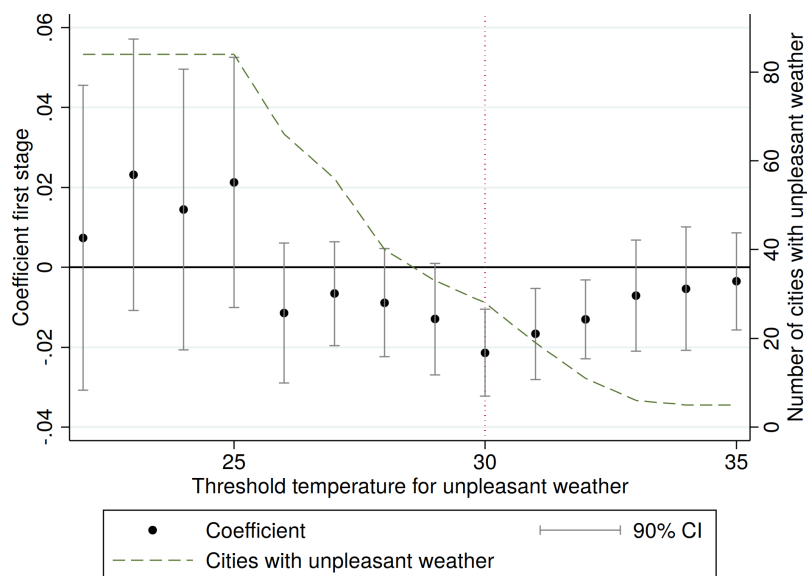 .06
.04
.02
0
-.02
-.04
Coefficient first stage
80
60
40
20
0
Number of cities with unpleasant weather
25
30
35
Threshold temperature for unpleasant weather
Coefficient
90% CI
Cities with unpleasant weather